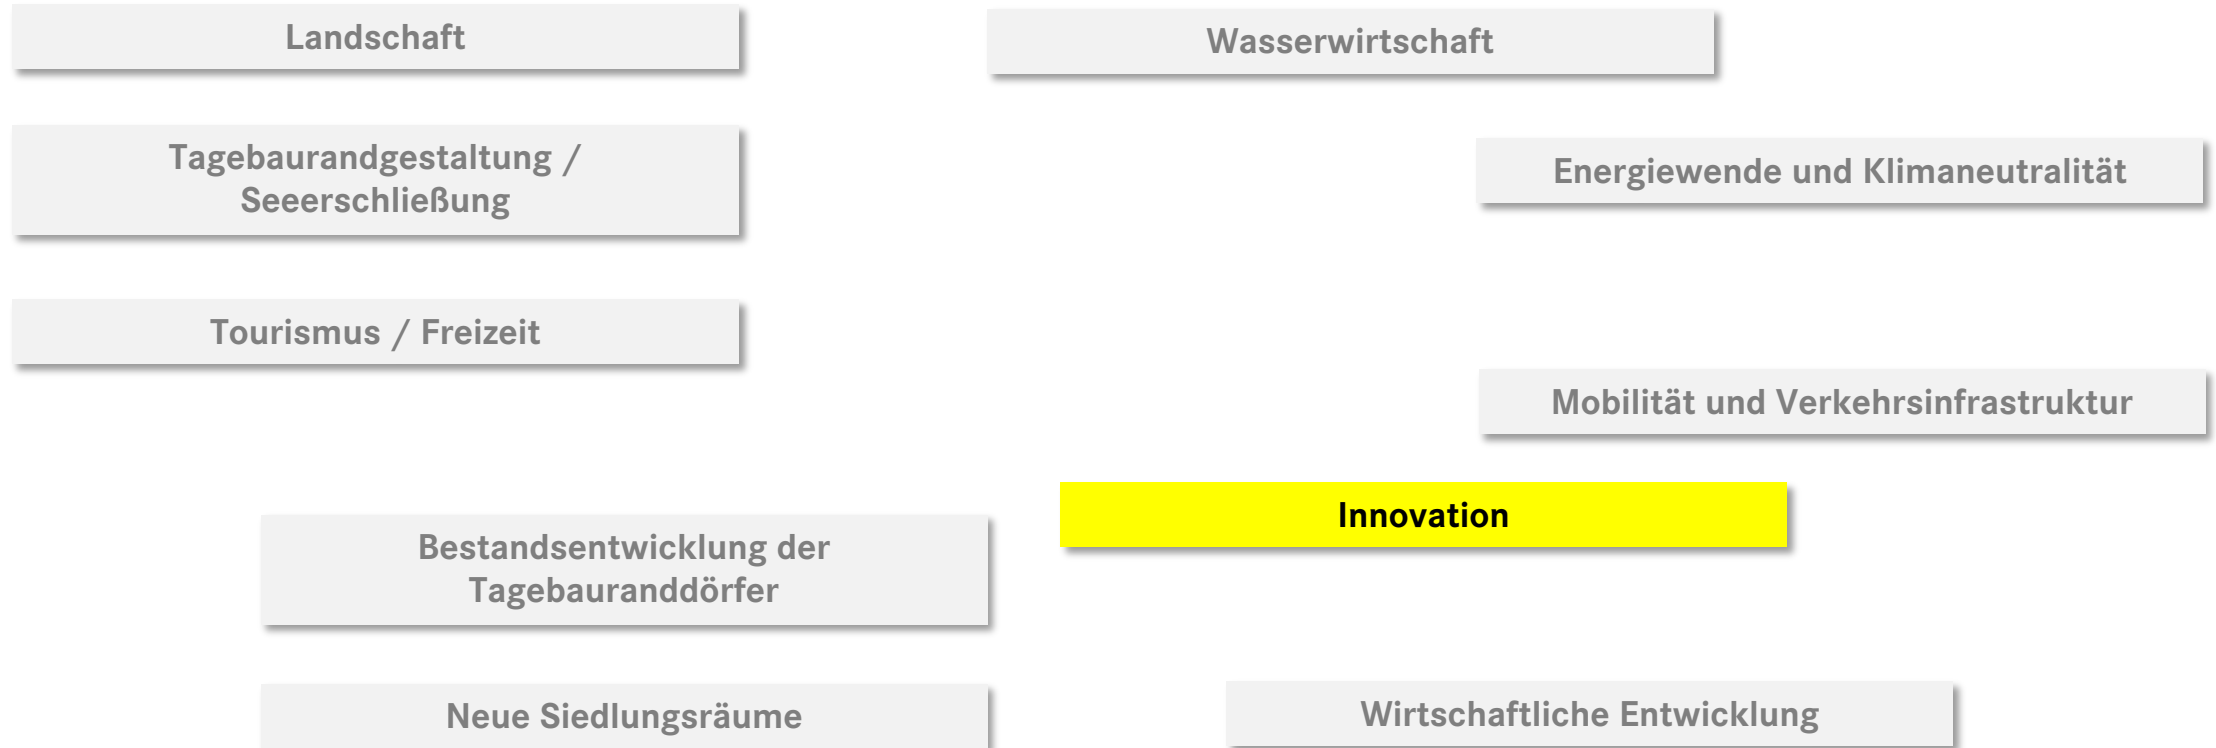 Landschaft
Wasserwirtschaft
Tagebaurandgestaltung /
Seeerschließung
Energiewende und Klimaneutralität
Tourismus / Freizeit
Mobilität und Verkehrsinfrastruktur
Innovation
Bestandsentwicklung der
Tagebauranddörfer
Neue Siedlungsräume
Wirtschaftliche Entwicklung